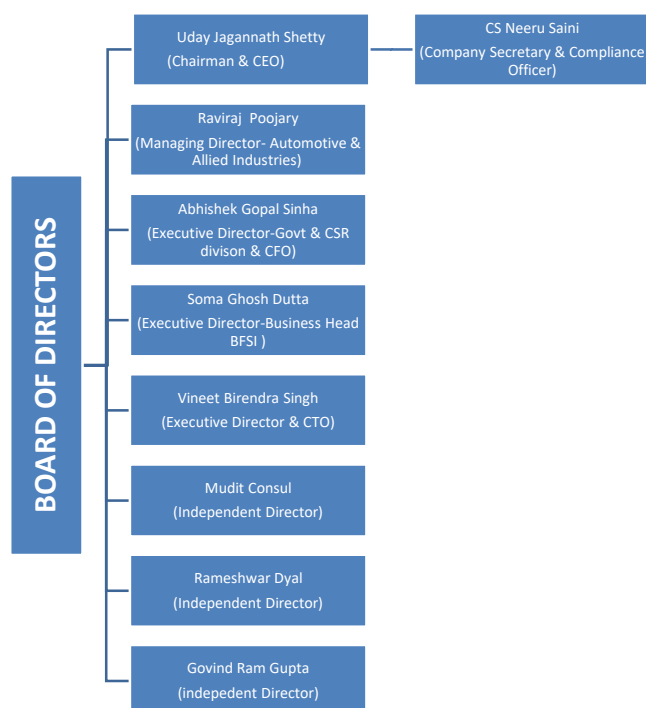 BOARD OF DIRECTORS
Uday Jagannath Shetty
(Chairman & CEO)
CS Neeru Saini
(Company Secretary & Compliance
Officer)
Raviraj Poojary
(Managing Director- Automotive &
Allied Industries)
Abhishek Gopal Sinha
(Executive Director-Govt & CSR
divison & CFO)
Soma Ghosh Dutta
(Executive Director-Business Head
BFSI )
Vineet Birendra Singh
(Executive Director & CTO)
Mudit Consul
(Independent Director)
Rameshwar Dyal
(Independent Director)
Govind Ram Gupta
(indepedent Director)